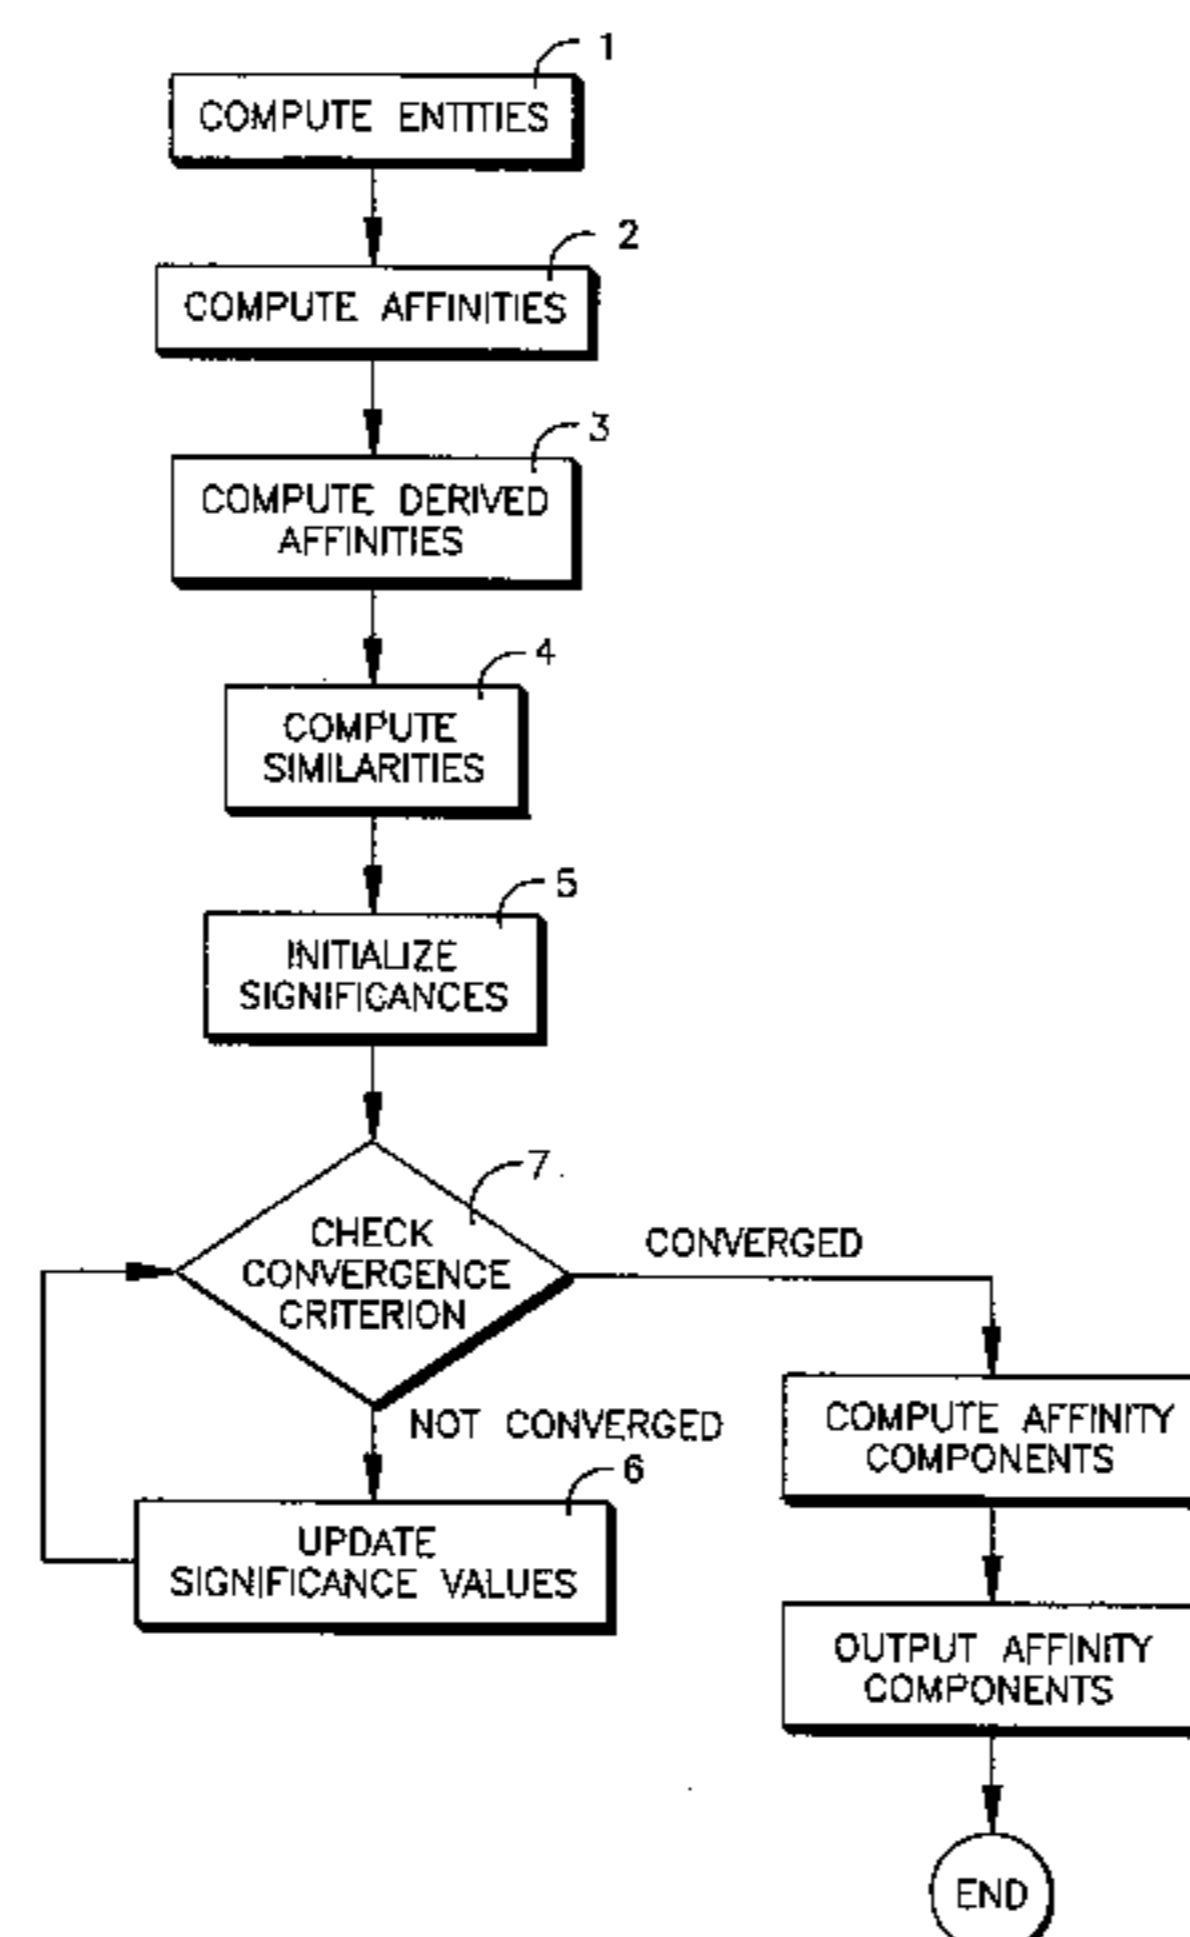 1
COMPUTE ENTITIES
2
COMPUTE AFFINITIES
3
COMPUTE DERIVED
AFFINITIES
4
COMPUTE
SIMILARITIES
5
INITIALIZE
SIGNIFICANCES
7
CHECK
CONVERGENCE
CRITERION
CONVERGED
NOT CONVERGED
6
UPDATE
SIGNIFICANCE VALUES
COMPUTE AFFINITY
COMPONENTS
OUTPUT AFFINITY
COMPONENTS
END